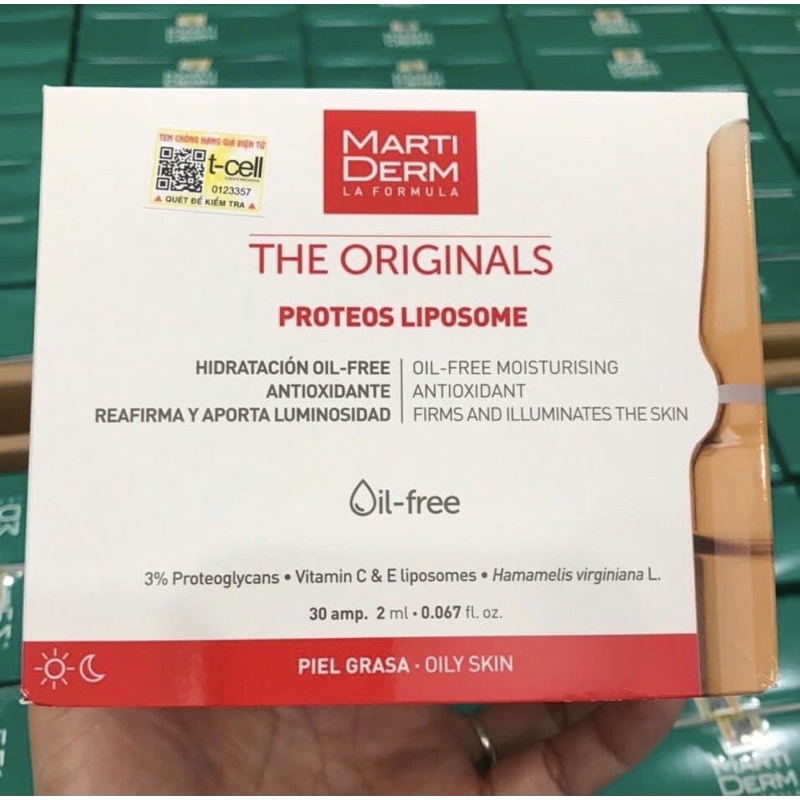 TEM CHỐNG HÀNG GIẢ ĐIỆN TỬ
t-cell
0123357
QUÉT ĐỂ KIỂM TRA
MARTI
DERM
LA FORMULA
THE ORIGINALS
PROTEOS LIPOSOME
HIDRATACIÓN OIL-FREE | OIL-FREE MOISTURISING
ANTIOXIDANTE | ANTIOXIDANT
REAFIRMA Y APORTA LUMINOSIDAD | FIRMS AND ILLUMINATES THE SKIN
Oil-free
3% Proteoglycans • Vitamin C & E liposomes • Hamamelis virginiana L.
30 amp. 2 ml • 0.067 fl. oz.
PIEL GRASA · OILY SKIN
MARTI
DERM